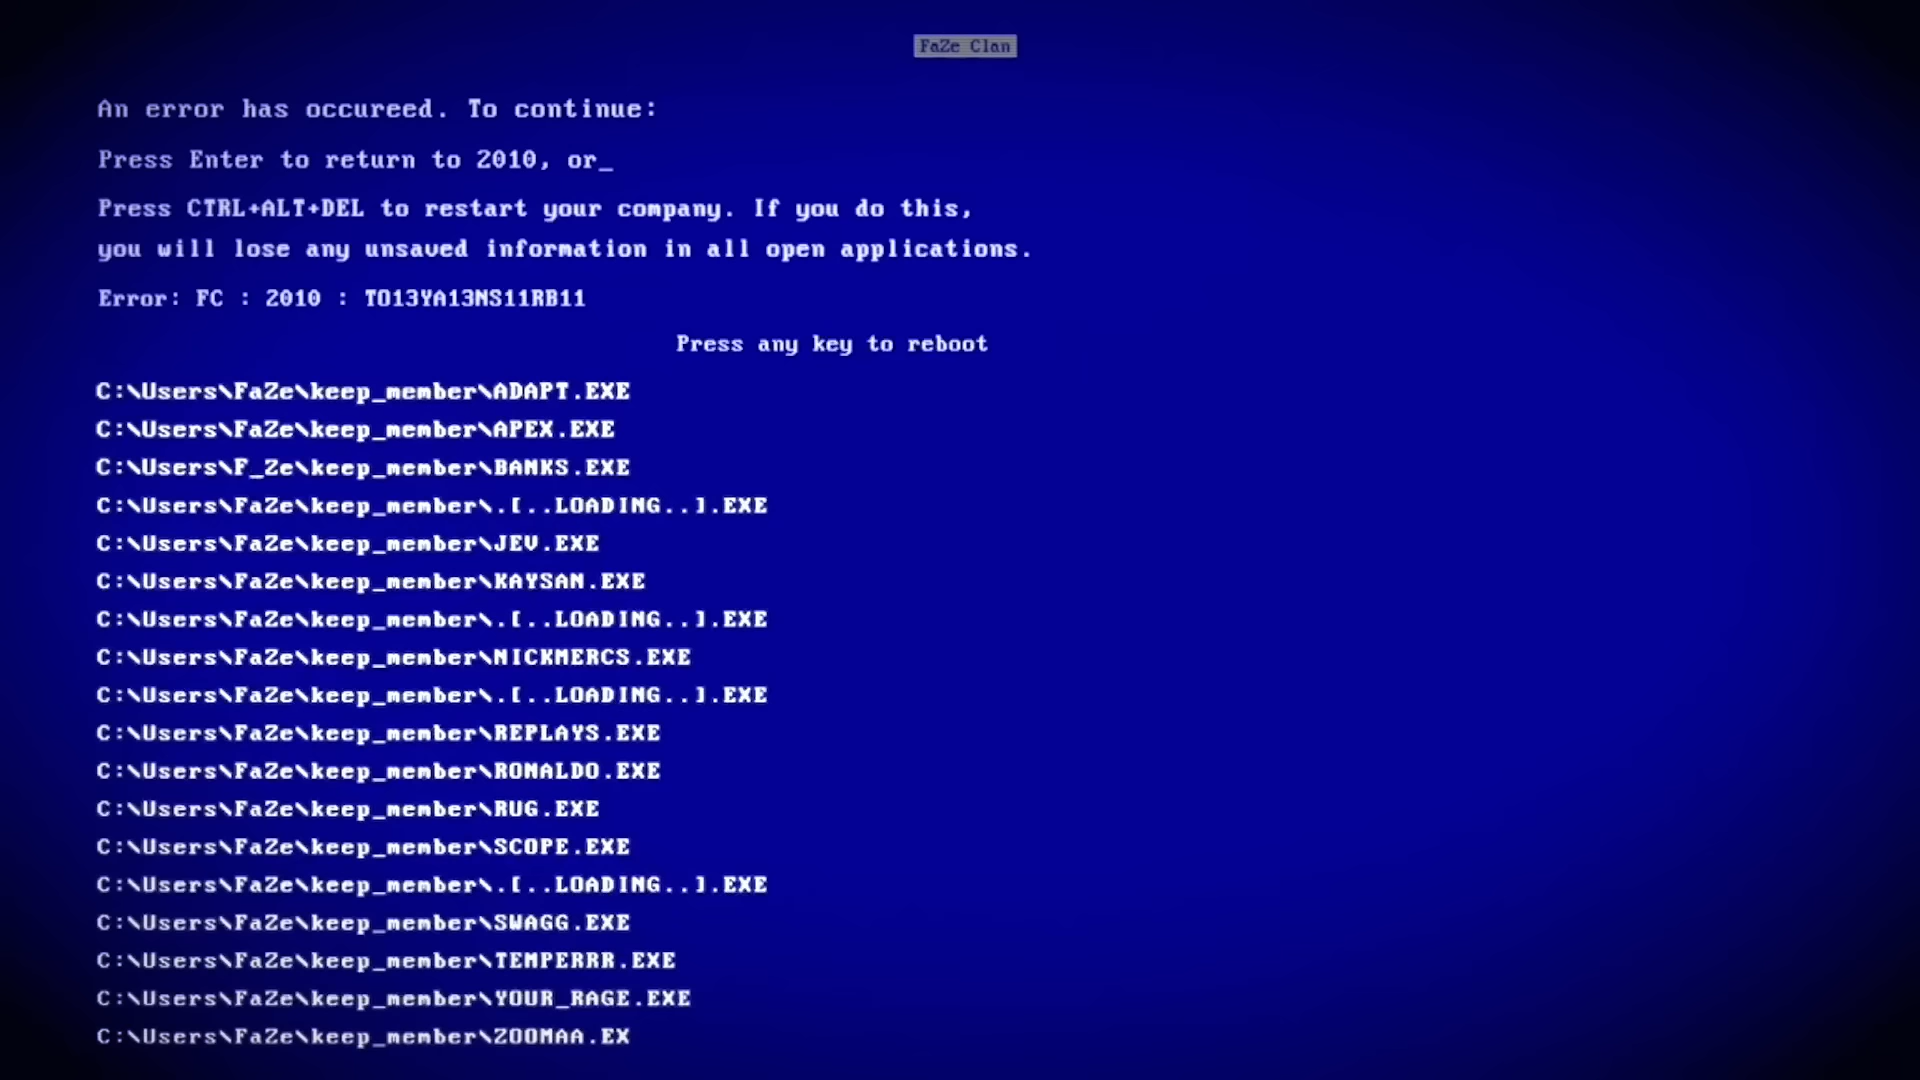 FaZe Clan
An error has occureed. To continue:
Press Enter to return to 2010, or_
Press CTRL+ALT+DEL to restart your company. If you do this,
you will lose any unsaved information in all open applications.
Error: FC : 2010 : TO13YA13NS11RB11
Press any key to reboot
C:\Users\FaZe\keep_member\ADAPT.EXE
C:\Users\FaZe\keep_member\APEX.EXE
C:\Users\F_Ze\keep_member\BANKS.EXE
C:\Users\FaZe\keep_member\.[..LOADING..].EXE
C:\Users\FaZe\keep_member\JEV.EXE
C:\Users\FaZe\keep_member\KAYSAN.EXE
C:\Users\FaZe\keep_member\.[..LOADING..].EXE
C:\Users\FaZe\keep_member\NICKMERCS.EXE
C:\Users\FaZe\keep_member\.[..LOADING..].EXE
C:\Users\FaZe\keep_member\REPLAYS.EXE
C:\Users\FaZe\keep_member\RONALDO.EXE
C:\Users\FaZe\keep_member\RUG.EXE
C:\Users\FaZe\keep_member\SCOPE.EXE
C:\Users\FaZe\keep_member\.[..LOADING..].EXE
C:\Users\FaZe\keep_member\SWAGG.EXE
C:\Users\FaZe\keep_member\TEMPERRR.EXE
C:\Users\FaZe\keep_member\YOUR_RAGE.EXE
C:\Users\FaZe\keep_member\ZOOMAA.EX